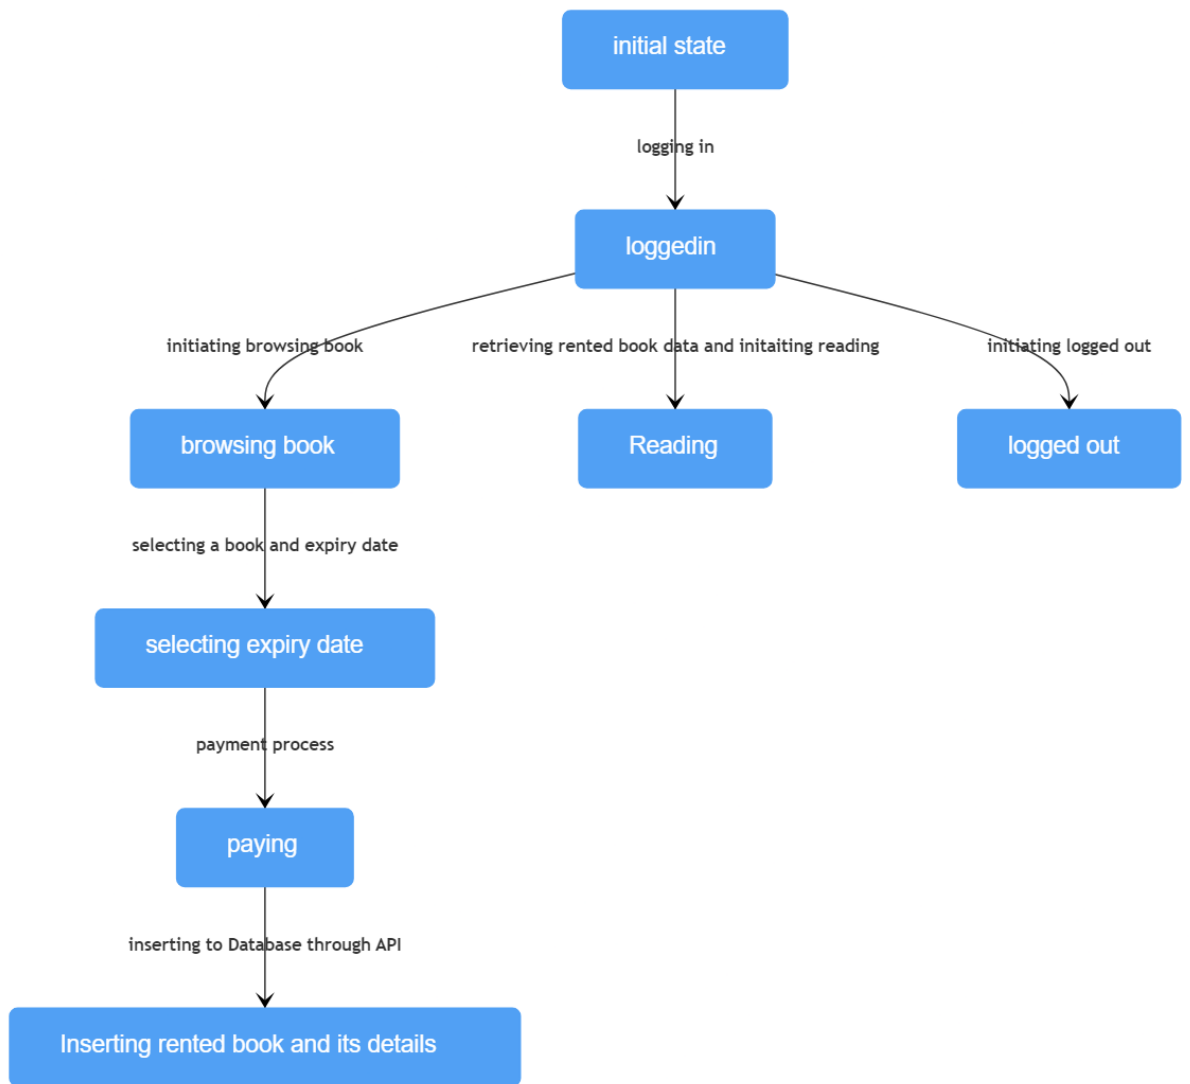 initial state
logging in
loggedin
initiating browsing book
retrieving rented book data and initaiting reading
initiating logged out
browsing book
Reading
logged out
selecting a book and expiry date
selecting expiry date
payment process
paying
inserting to Database through API
Inserting rented book and its details